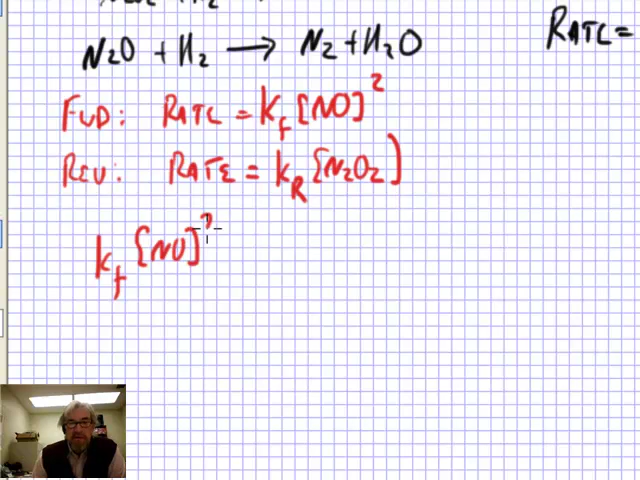 N2O + H2 → N2 + H2O
RATE =
FWD: RATE = kf [NO]²
REV: RATE = kR [N2O2]
kf [NO]²